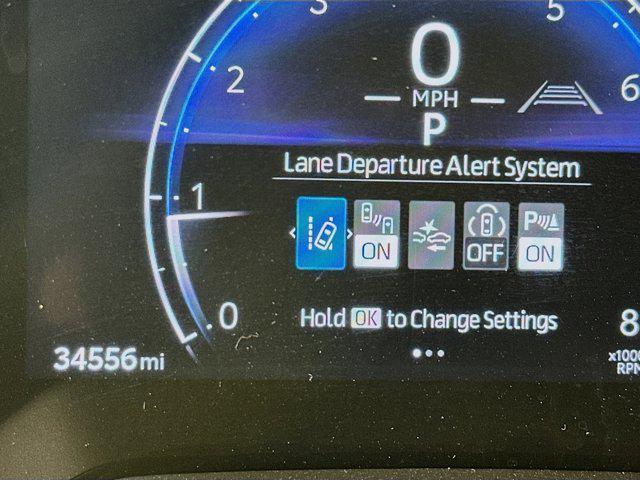 3 5
2 6
0
MPH
P
Lane Departure Alert System
1
ON OFF P ON
Hold OK to Change Settings
0 8
34556 mi
x1000
RPM